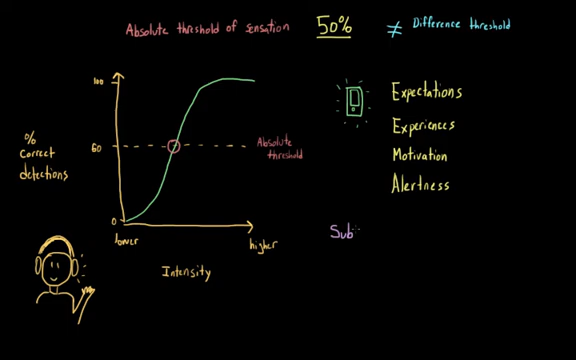 Absolute threshold of sensation 50% ≠ Difference threshold
100
50
0
% correct detections
Absolute threshold
lower
higher
Intensity
Expectations
Experiences
Motivation
Alertness
Sub